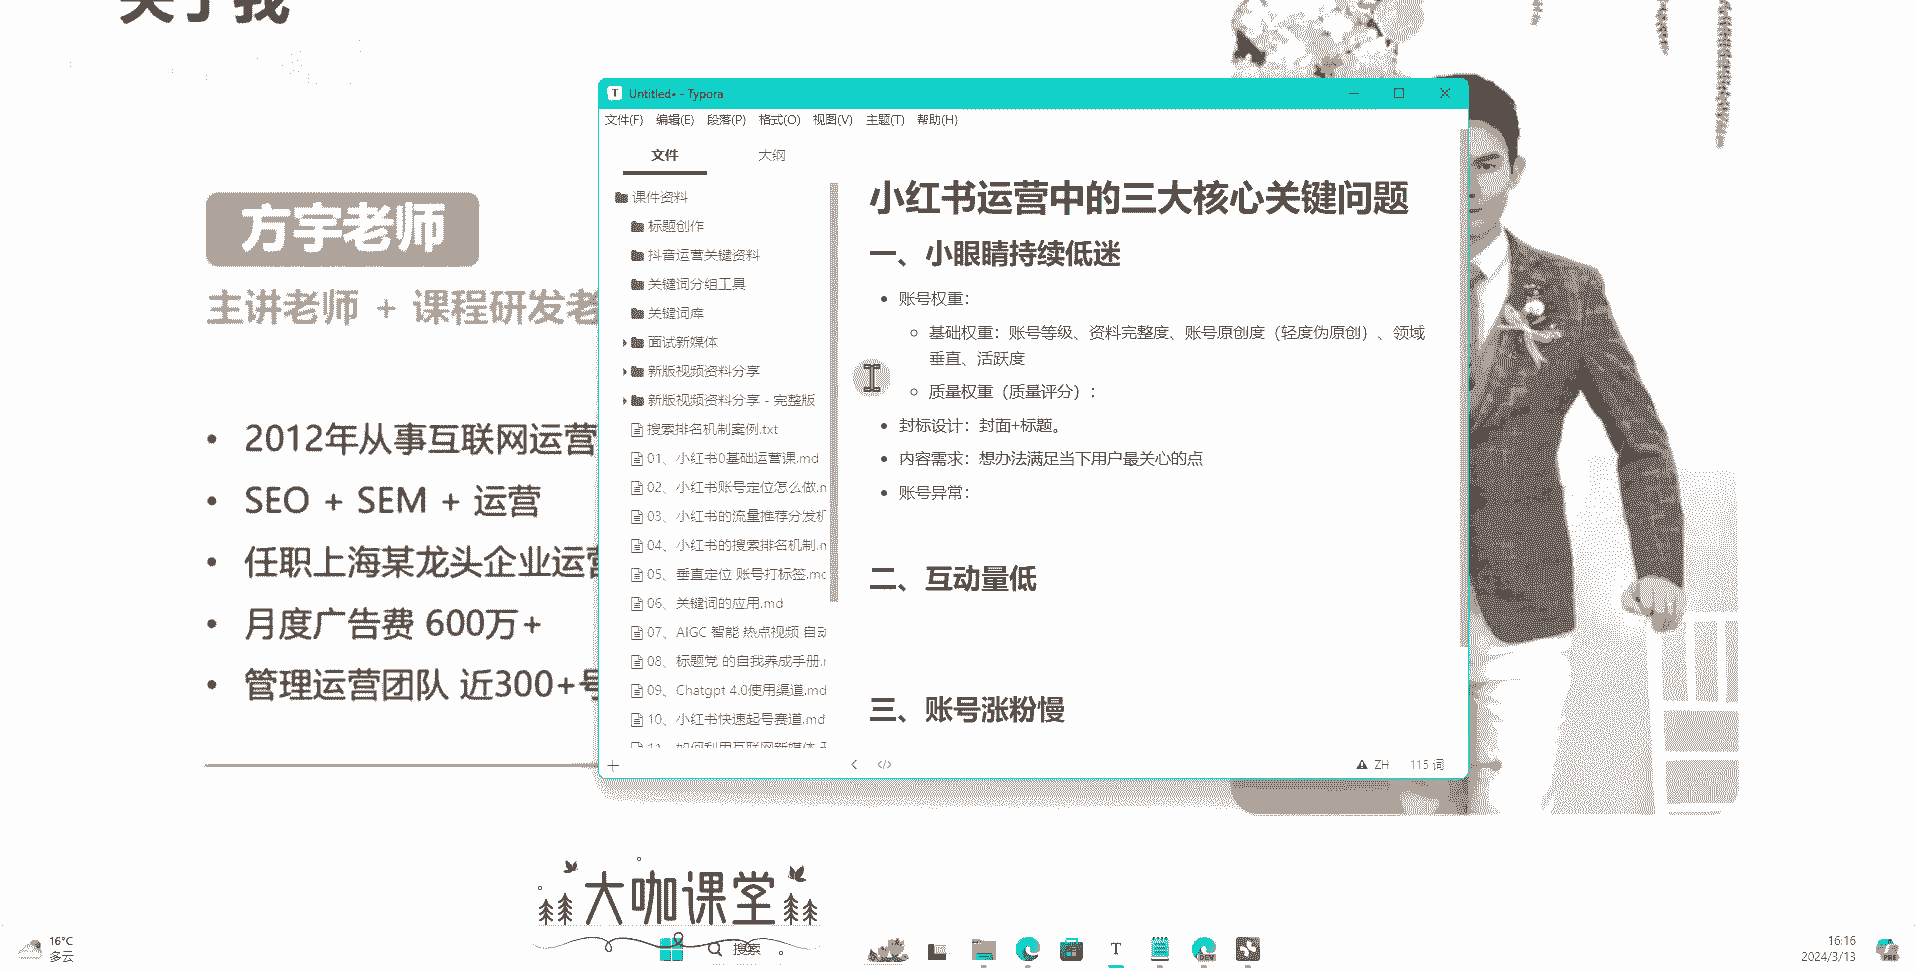 关于我
方宇老师
主讲老师 + 课程研发老
2012年从事互联网运营
SEO + SEM + 运营
任职上海某龙头企业运营
月度广告费 600万+
管理运营团队 近300+号
Untitled• - Typora
文件(F) 编辑(E) 段落(P) 格式(O) 视图(V) 主题(T) 帮助(H)
文件 大纲
课件资料
标题创作
抖音运营关键资料
关键词分组工具
关键词库
面试新媒体
新版视频资料分享
新版视频资料分享 - 完整版
搜索排名机制案例.txt
01、小红书0基础运营课.md
02、小红书账号定位怎么做.m
03、小红书的流量推荐分发机
04、小红书的搜索排名机制.m
05、垂直定位 账号打标签.md
06、关键词的应用.md
07、AIGC 智能 热点视频 自动
08、标题党 的自我养成手册.m
09、Chatgpt 4.0使用渠道.md
10、小红书快速起号赛道.md
11、如何利用互联网新媒体
小红书运营中的三大核心关键问题
一、小眼睛持续低迷
账号权重：
基础权重：账号等级、资料完整度、账号原创度（轻度伪原创）、领域
垂直、活跃度
质量权重（质量评分）：
封标设计：封面+标题。
内容需求：想办法满足当下用户最关心的点
账号异常：
二、互动量低
三、账号涨粉慢
ZH 115 词
大咖课堂
16°C
多云
搜索
16:16
2024/3/13